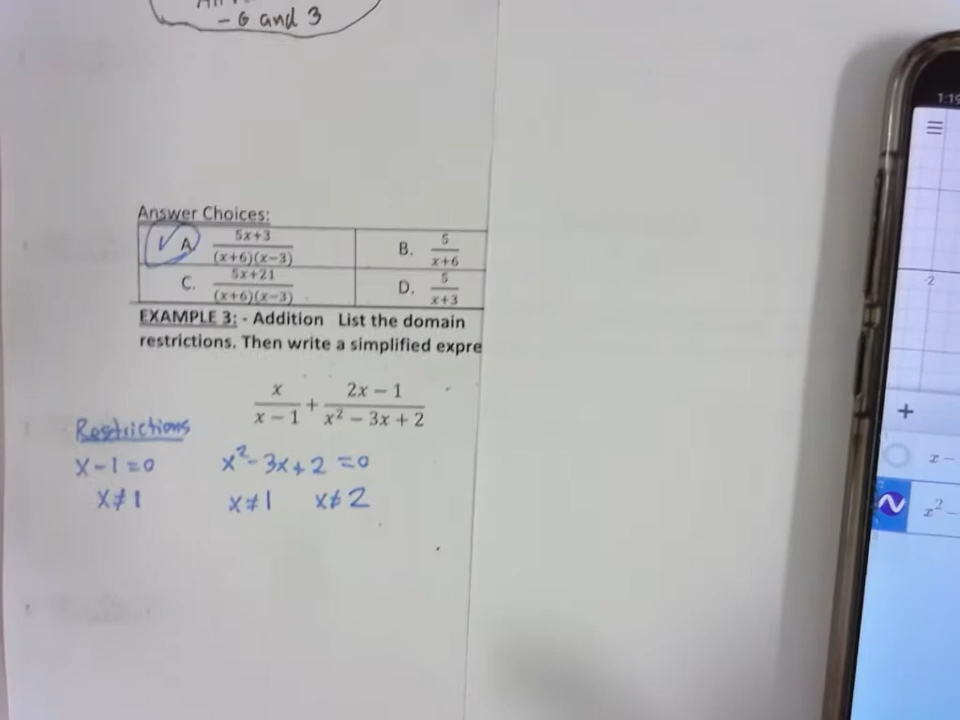 -6 and 3
Answer Choices:
✓ A. (5x+3)/((x+6)(x-3)) B. 5/(x+6)
C. (5x+21)/((x+6)(x-3)) D. 5/(x+3)
EXAMPLE 3: - Addition List the domain
restrictions. Then write a simplified expre
x/(x-1) + (2x-1)/(x²-3x+2)
Restrictions
x-1=0 x²-3x+2=0
x≠1 x≠1 x≠2
1:19
-2
+
x-
x²-